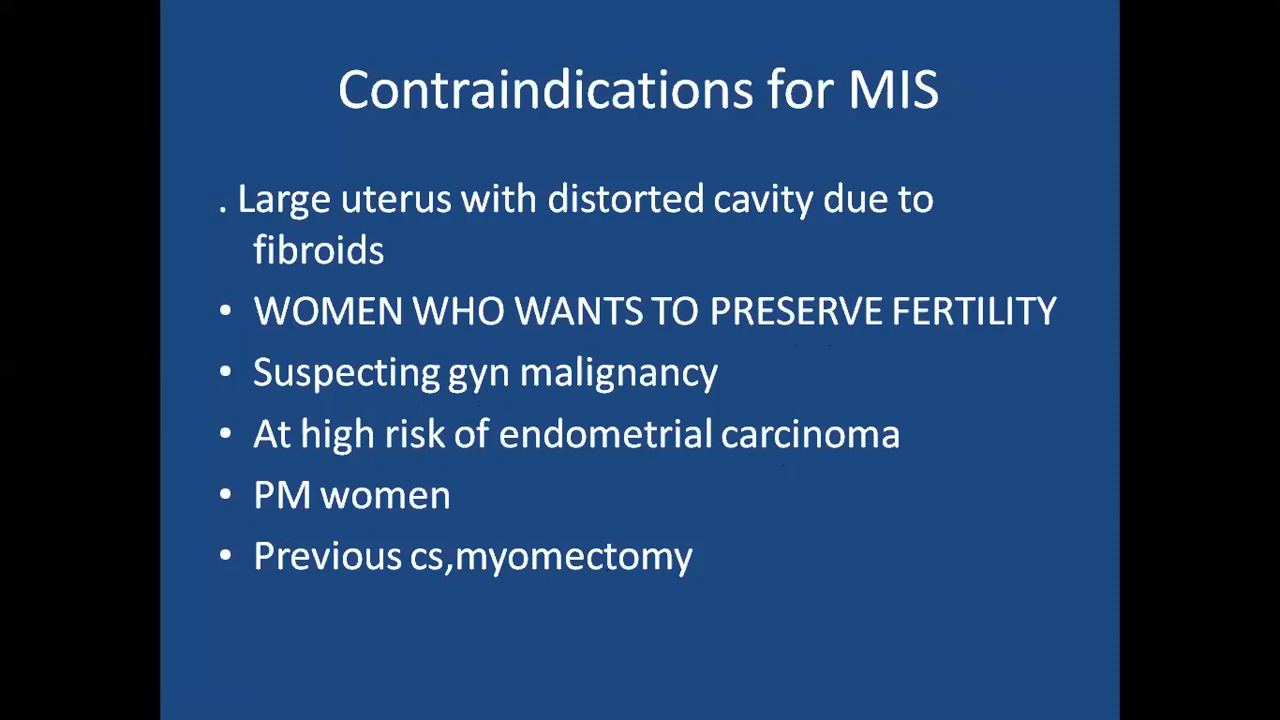 Contraindications for MIS
. Large uterus with distorted cavity due to
fibroids
• WOMEN WHO WANTS TO PRESERVE FERTILITY
• Suspecting gyn malignancy
• At high risk of endometrial carcinoma
• PM women
• Previous cs,myomectomy